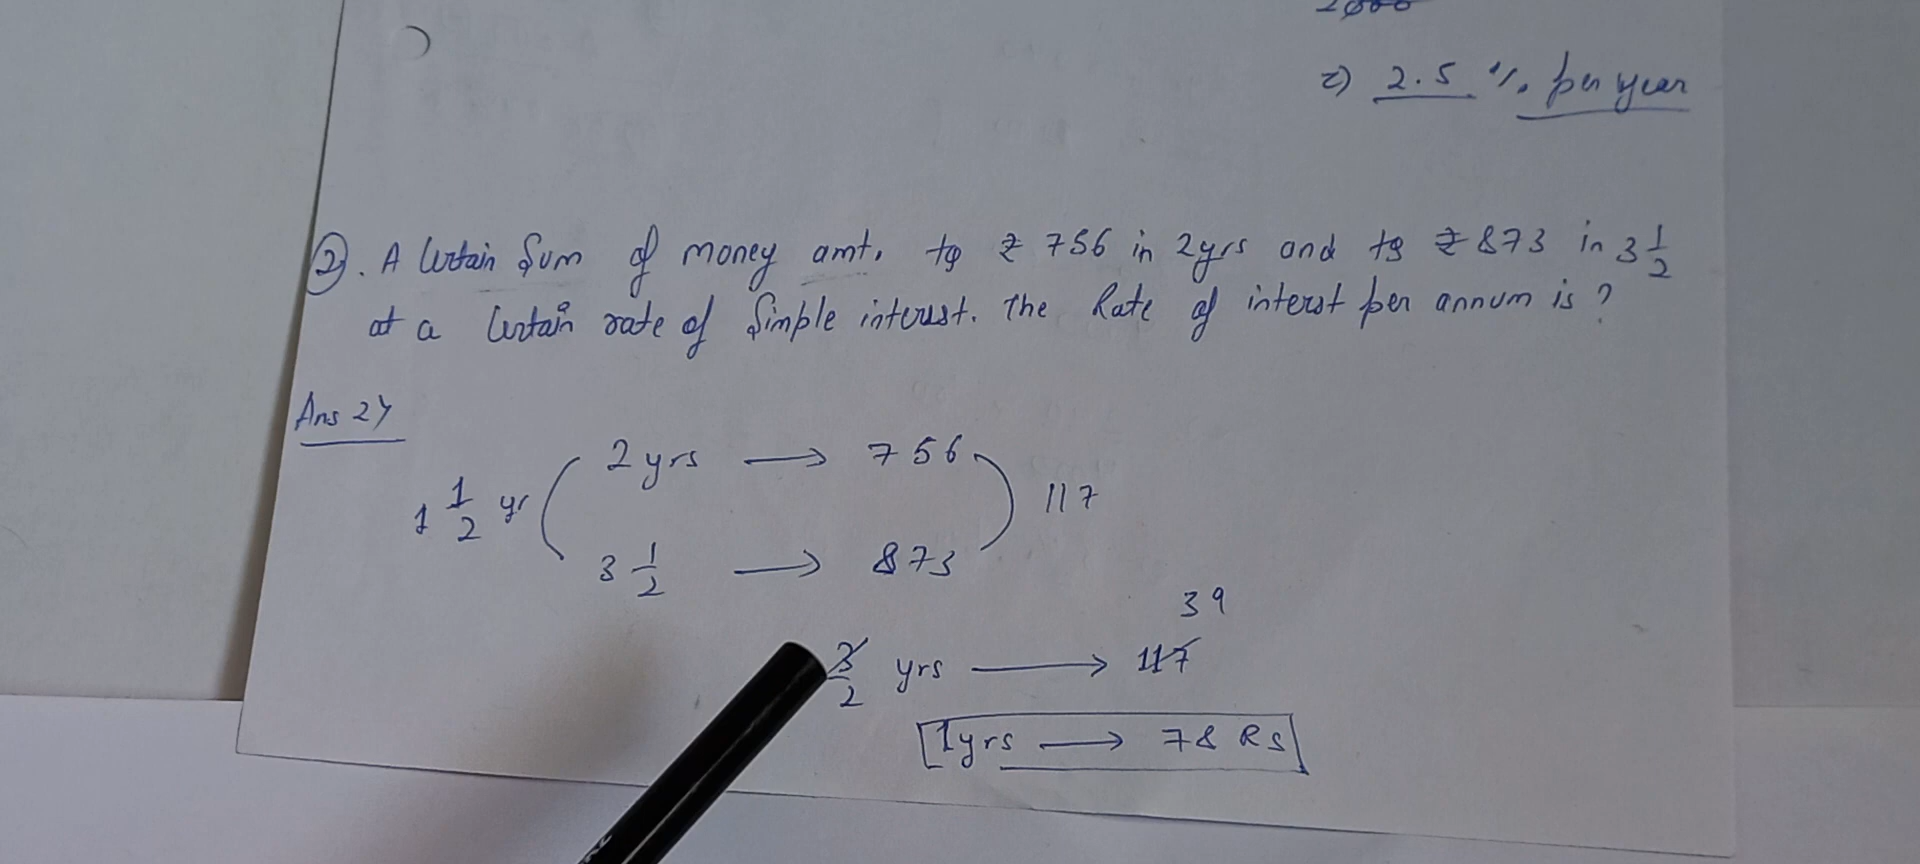 2) 2.5 % per year
2. A Certain Sum of money amt. to ₹ 756 in 2yrs and to ₹ 873 in 3 1/2
at a Certain rate of Simple interest. The Rate of interst per annum is ?
Ans 2)
2 yrs → 756
1 1/2 yr 117
3 1/2 → 873
39
3/2 yrs → 117
1yrs → 78 Rs